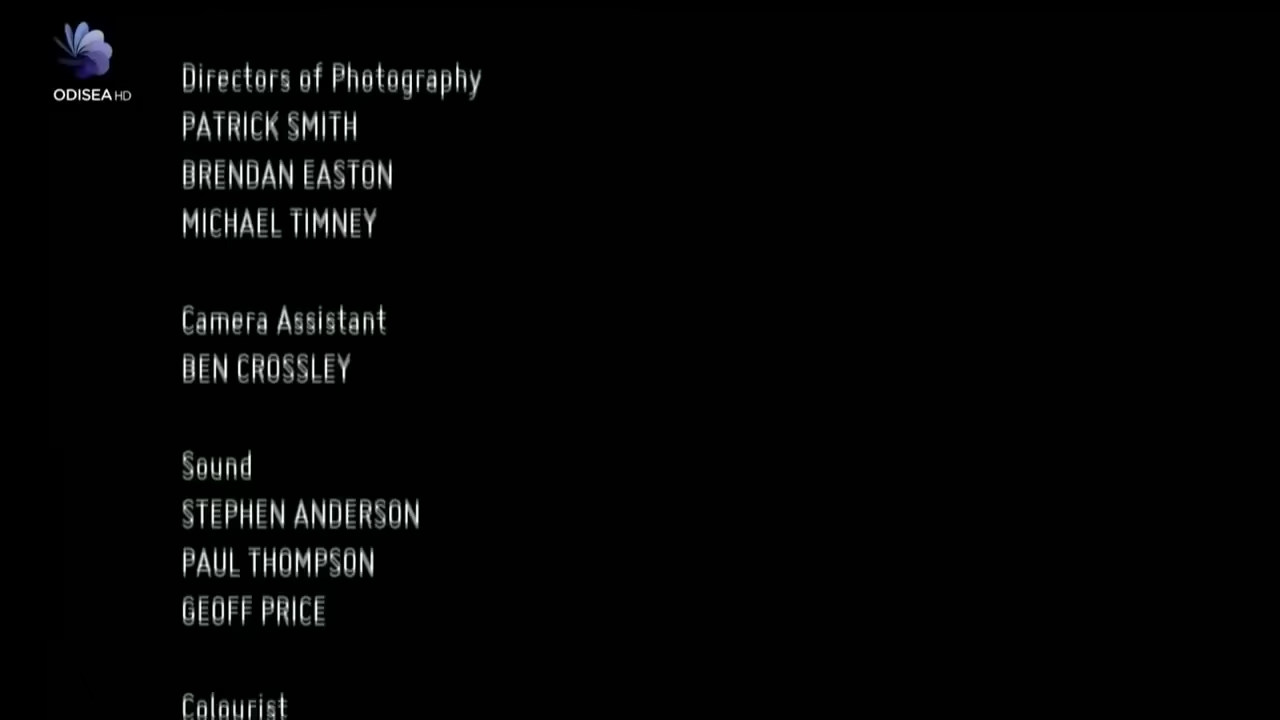 ODISEA HD
Directors of Photography
PATRICK SMITH
BRENDAN EASTON
MICHAEL TIMNEY
Camera Assistant
BEN CROSSLEY
Sound
STEPHEN ANDERSON
PAUL THOMPSON
GEOFF PRICE
Colourist